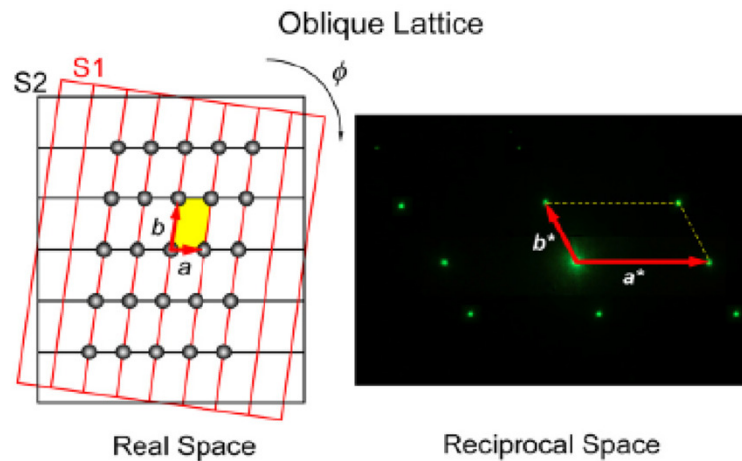 Oblique Lattice
S2 S1
ϕ
b
a
b*
a*
Real Space
Reciprocal Space